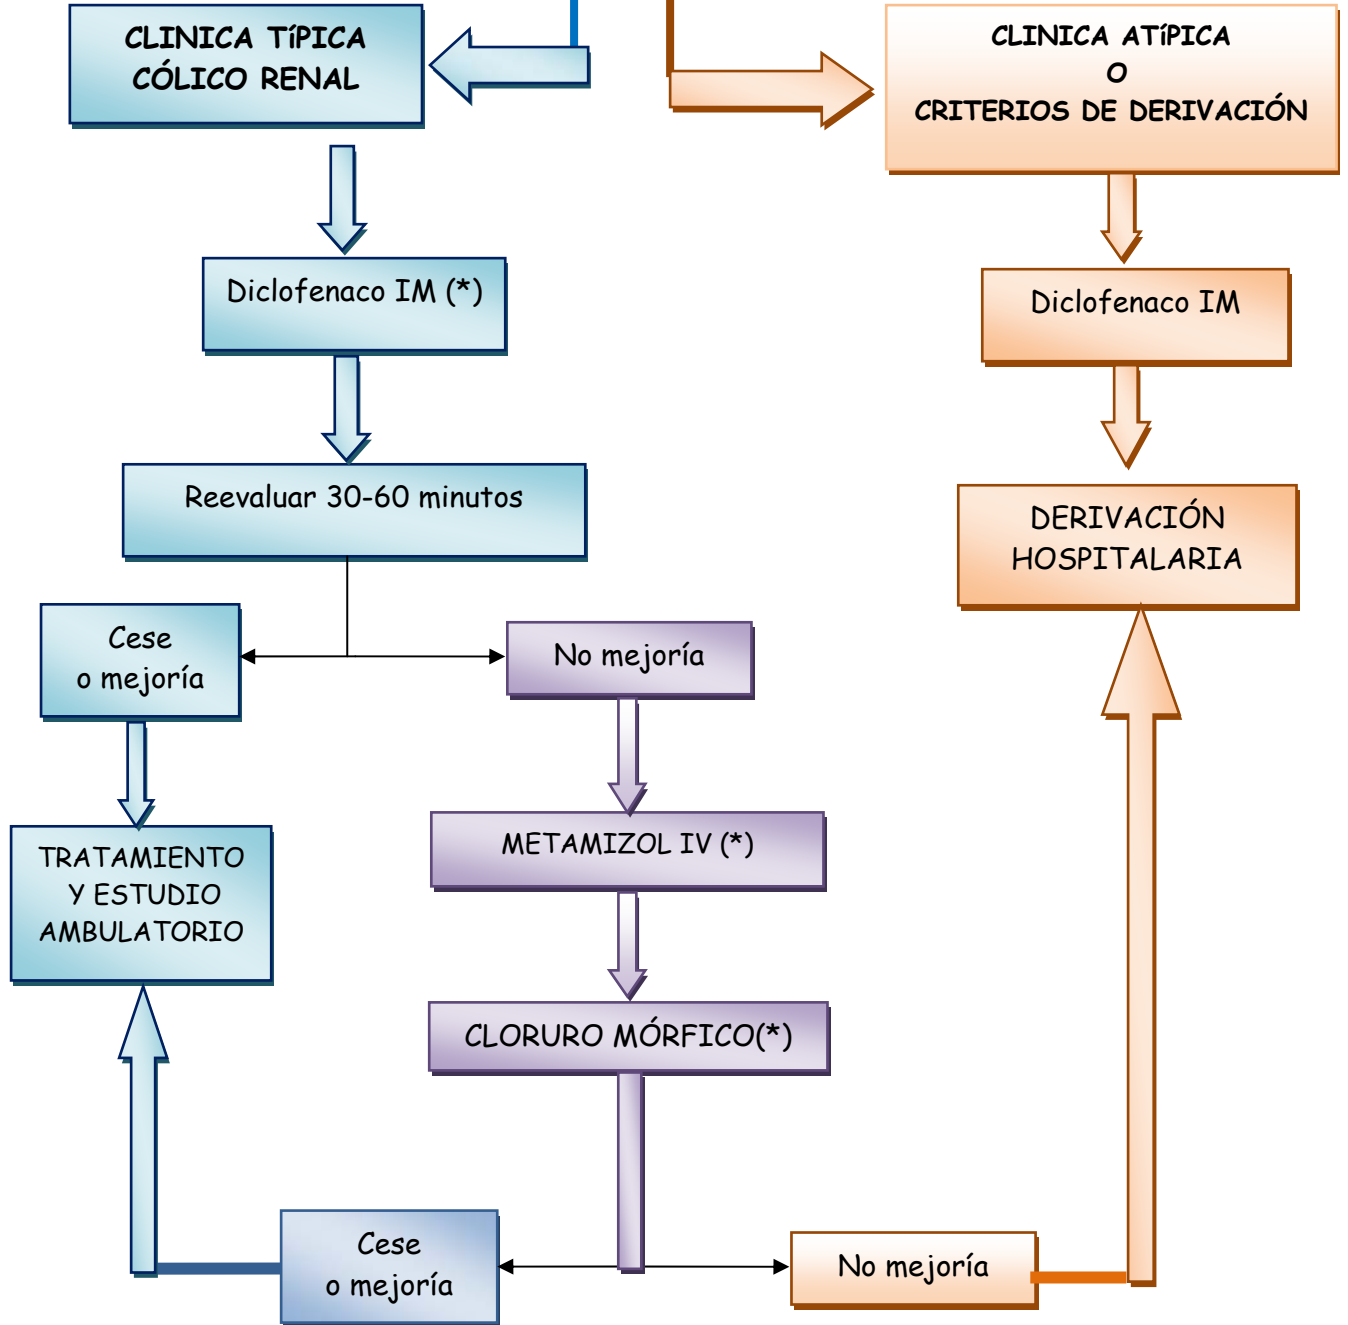 CLINICA TíPICA
CÓLICO RENAL
CLINICA ATíPICA
O
CRITERIOS DE DERIVACIÓN
Diclofenaco IM (*)
Diclofenaco IM
Reevaluar 30-60 minutos
DERIVACIÓN
HOSPITALARIA
Cese
o mejoría
No mejoría
METAMIZOL IV (*)
TRATAMIENTO
Y ESTUDIO
AMBULATORIO
CLORURO MÓRFICO(*)
Cese
o mejoría
No mejoría